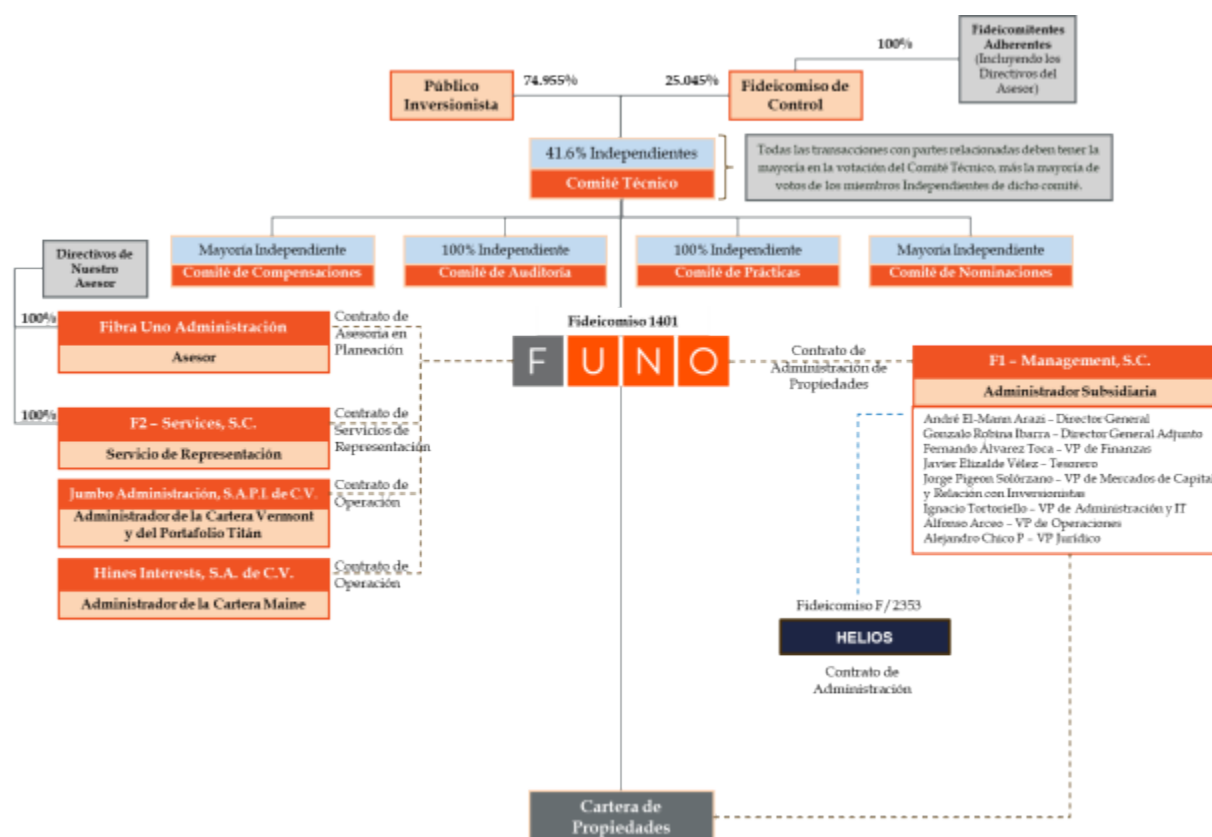 Fideicomitentes
Adherentes
(Incluyendo los
Directivos del
Asesor)
100%
Público
Inversionista
74.955%
25.045%
Fideicomiso de
Control
41.6% Independientes
Comité Técnico
Todas las transacciones con partes relacionadas deben tener la
mayoría en la votación del Comité Técnico, más la mayoría de
votos de los miembros Independientes de dicho comité.
Directivos de
Nuestro
Asesor
Mayoría Independiente
Comité de Compensaciones
100% Independiente
Comité de Auditoria
100% Independiente
Comité de Prácticas
Mayoría Independiente
Comité de Nominaciones
100%
Fibra Uno Administración
Asesor
Contrato de
Asesoría en
Planeación
Fideicomiso 1401
FUNO
Contrato de
Administración de
Propiedades
F1 – Management, S.C.
Administrador Subsidiaria
André El-Mann Arazi – Director General
Gonzalo Robina Ibarra – Director General Adjunto
Fernando Álvarez Toca – VP de Finanzas
Javier Elizalde Vélez – Tesorero
Jorge Pigeon Solórzano – VP de Mercados de Capital
y Relación con Inversionistas
Ignacio Tortoriello – VP de Administración y IT
Alfonso Arceo – VP de Operaciones
Alejandro Chico P – VP Jurídico
100%
F2 – Services, S.C.
Servicio de Representación
Contrato de
Servicios de
Representación
Jumbo Administración, S.A.P.I. de C.V.
Administrador de la Cartera Vermont
y del Portafolio Titán
Contrato de
Operación
Hines Interests, S.A. de C.V.
Administrador de la Cartera Maine
Contrato de
Operación
Fideicomiso F/2353
HELIOS
Contrato de
Administración
Cartera de
Propiedades